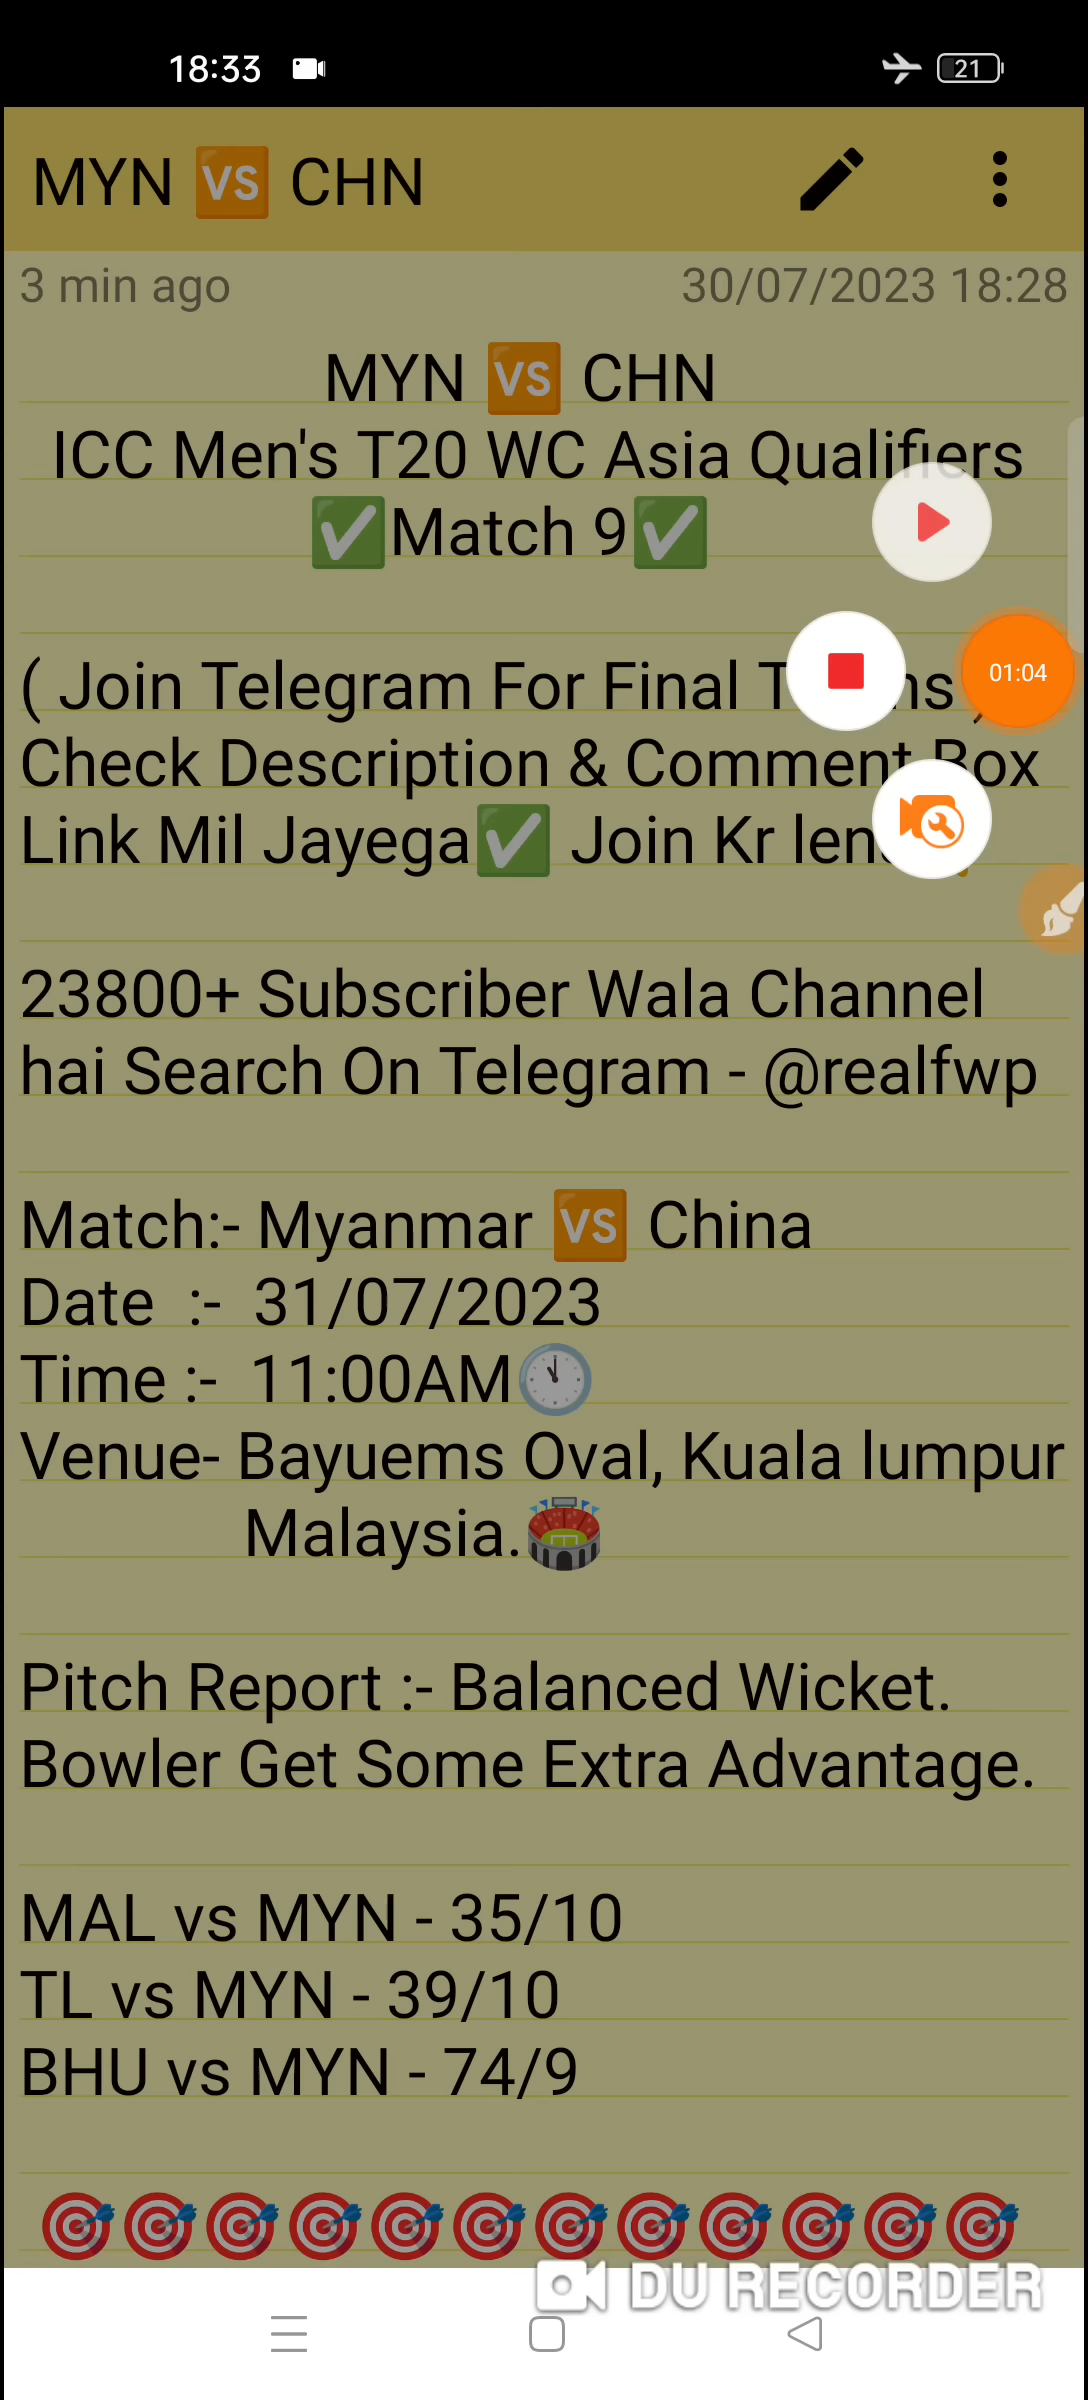 18:33
21
MYN 🆚 CHN
3 min ago
30/07/2023 18:28
MYN 🆚 CHN
ICC Men's T20 WC Asia Qualifiers
✅Match 9✅
( Join Telegram For Final
01:04
Check Description & Comment Box
Link Mil Jayega✅ Join Kr
23800+ Subscriber Wala Channel
hai Search On Telegram - @realfwp
Match:- Myanmar 🆚 China
Date :- 31/07/2023
Time :- 11:00AM🕚
Venue- Bayuems Oval, Kuala lumpur
Malaysia.🏟️
Pitch Report :- Balanced Wicket.
Bowler Get Some Extra Advantage.
MAL vs MYN - 35/10
TL vs MYN - 39/10
BHU vs MYN - 74/9
🎯🎯🎯🎯🎯🎯🎯🎯🎯🎯🎯🎯
DU RECORDER